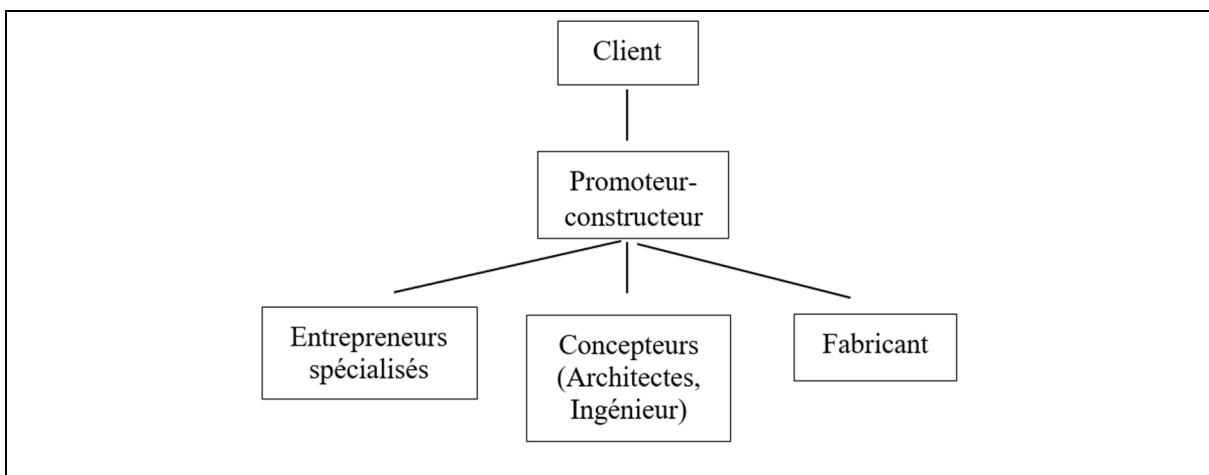 Client
Promoteur-
constructeur
Entrepreneurs
spécialisés
Concepteurs
(Architectes,
Ingénieur)
Fabricant